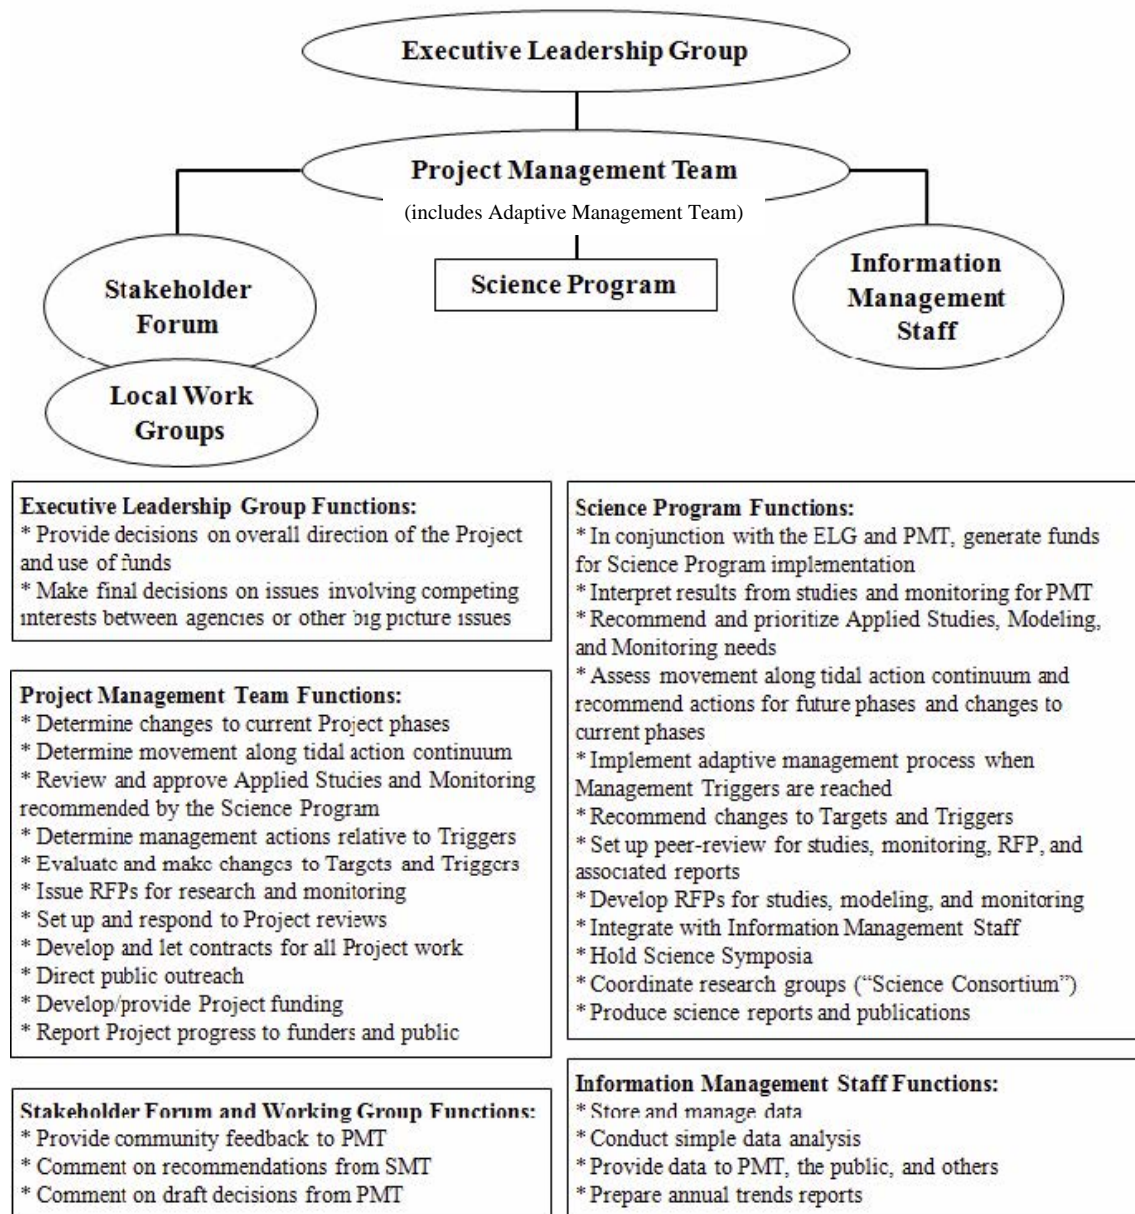 Executive Leadership Group
Project Management Team
(includes Adaptive Management Team)
Stakeholder
Forum
Science Program
Information
Management
Staff
Local Work
Groups
Executive Leadership Group Functions:
* Provide decisions on overall direction of the Project
and use of funds
* Make final decisions on issues involving competing
interests between agencies or other big picture issues
Project Management Team Functions:
* Determine changes to current Project phases
* Determine movement along tidal action continuum
* Review and approve Applied Studies and Monitoring
recommended by the Science Program
* Determine management actions relative to Triggers
* Evaluate and make changes to Targets and Triggers
* Issue RFPs for research and monitoring
* Set up and respond to Project reviews
* Develop and let contracts for all Project work
* Direct public outreach
* Develop/provide Project funding
* Report Project progress to funders and public
Stakeholder Forum and Working Group Functions:
* Provide community feedback to PMT
* Comment on recommendations from SMT
* Comment on draft decisions from PMT
Science Program Functions:
* In conjunction with the ELG and PMT, generate funds
for Science Program implementation
* Interpret results from studies and monitoring for PMT
* Recommend and prioritize Applied Studies, Modeling,
and Monitoring needs
* Assess movement along tidal action continuum and
recommend actions for future phases and changes to
current phases
* Implement adaptive management process when
Management Triggers are reached
* Recommend changes to Targets and Triggers
* Set up peer-review for studies, monitoring, RFP, and
associated reports
* Develop RFPs for studies, modeling, and monitoring
* Integrate with Information Management Staff
* Hold Science Symposia
* Coordinate research groups (“Science Consortium”)
* Produce science reports and publications
Information Management Staff Functions:
* Store and manage data
* Conduct simple data analysis
* Provide data to PMT, the public, and others
* Prepare annual trends reports